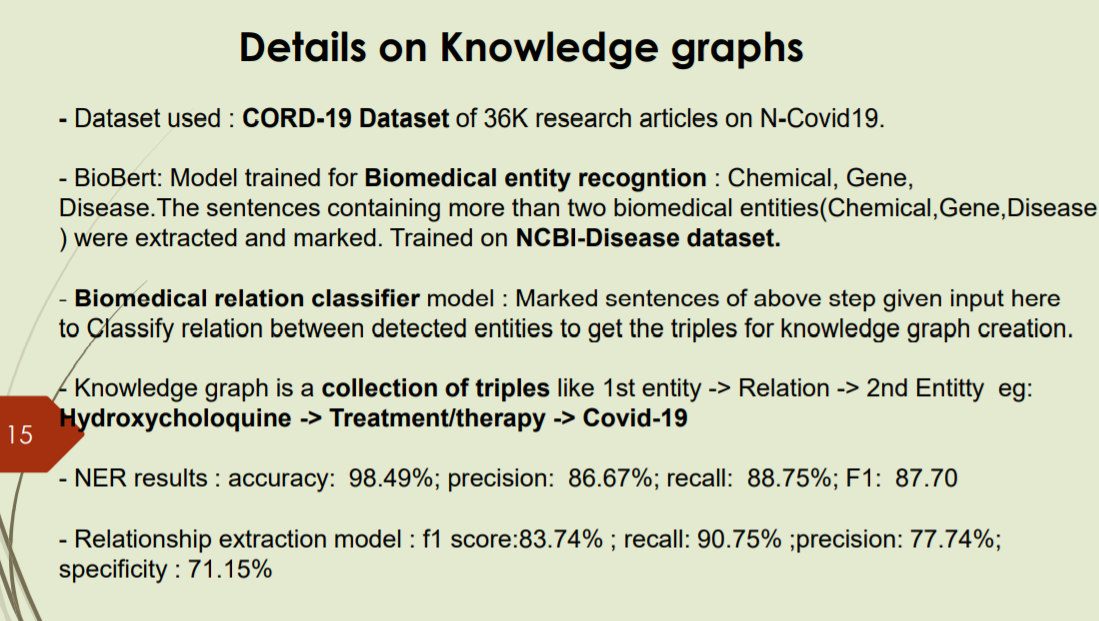 Details on Knowledge graphs
- Dataset used : CORD-19 Dataset of 36K research articles on N-Covid19.
- BioBert: Model trained for Biomedical entity recogntion : Chemical, Gene,
Disease.The sentences containing more than two biomedical entities(Chemical,Gene,Disease
) were extracted and marked. Trained on NCBI-Disease dataset.
- Biomedical relation classifier model : Marked sentences of above step given input here
to Classify relation between detected entities to get the triples for knowledge graph creation.
- Knowledge graph is a collection of triples like 1st entity -> Relation -> 2nd Entitty eg:
Hydroxycholoquine -> Treatment/therapy -> Covid-19
15
- NER results : accuracy: 98.49%; precision: 86.67%; recall: 88.75%; F1: 87.70
- Relationship extraction model : f1 score:83.74% ; recall: 90.75% ;precision: 77.74%;
specificity : 71.15%